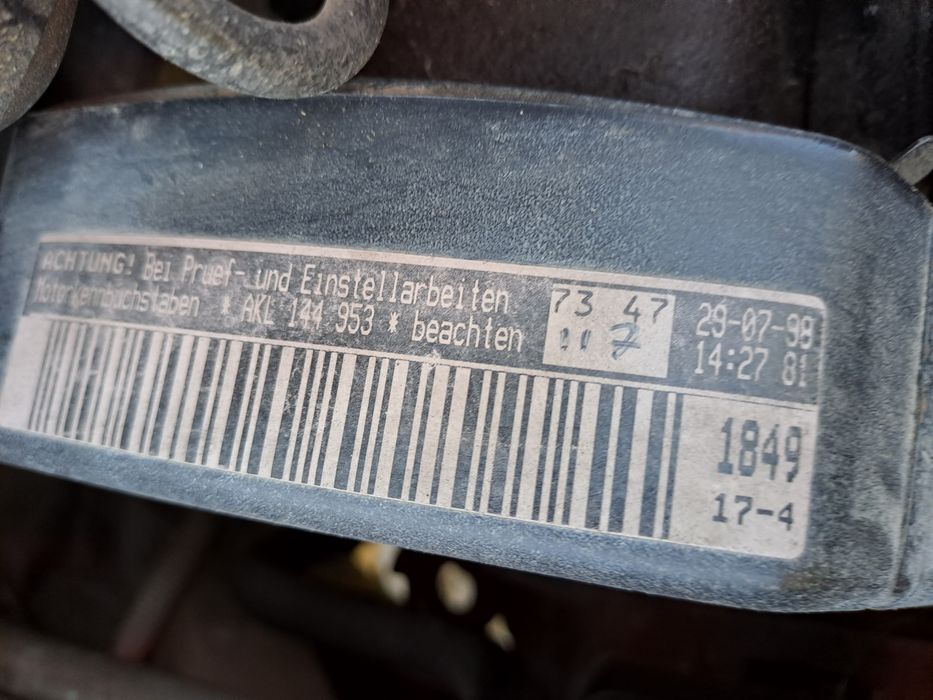 ACHTUNG! Bei Pruef- und Einstellarbeiten
Motorkennbuchstaben * AKL 144 953 * beachten
73 47
29-07-98
14:27 81
1849
17-4